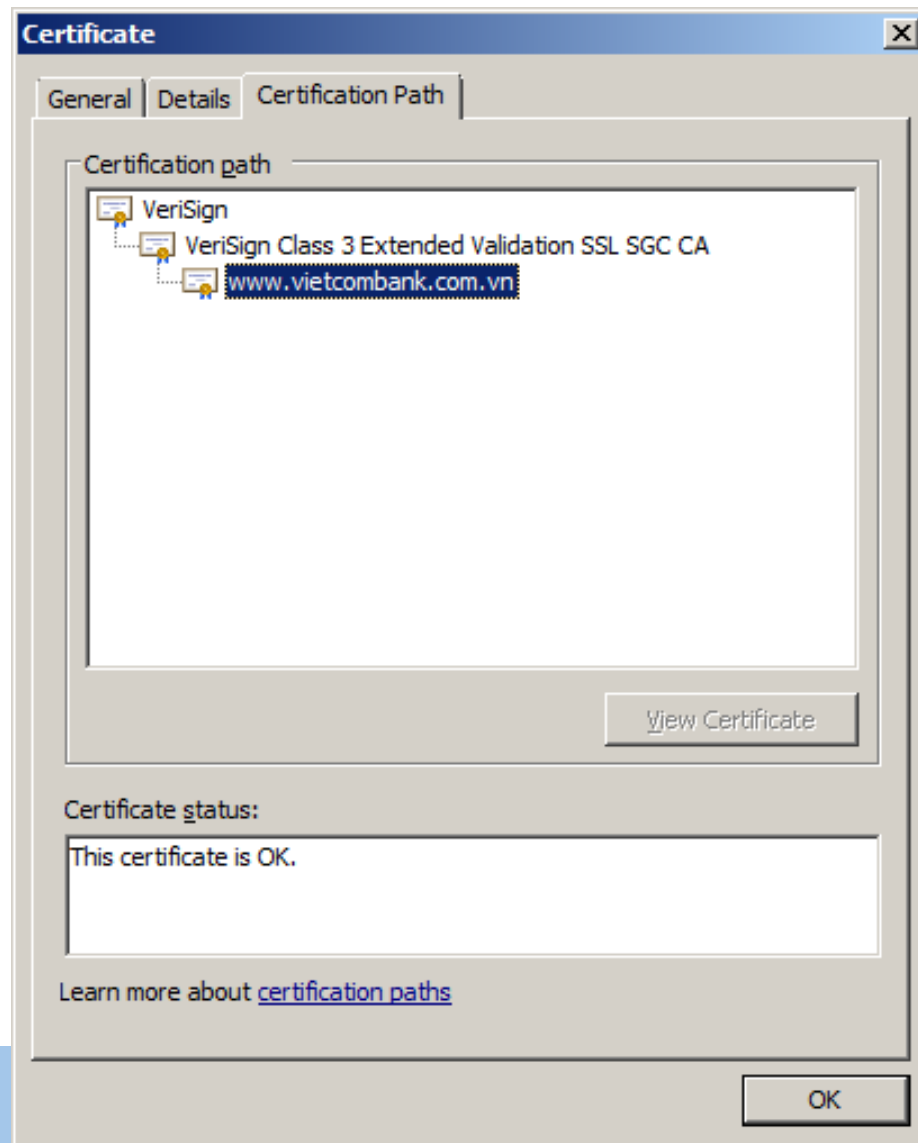 Certificate
General
Details
Certification Path
Certification path
VeriSign
VeriSign Class 3 Extended Validation SSL SGC CA
www.vietcombank.com.vn
View Certificate
Certificate status:
This certificate is OK.
Learn more about certification paths
OK